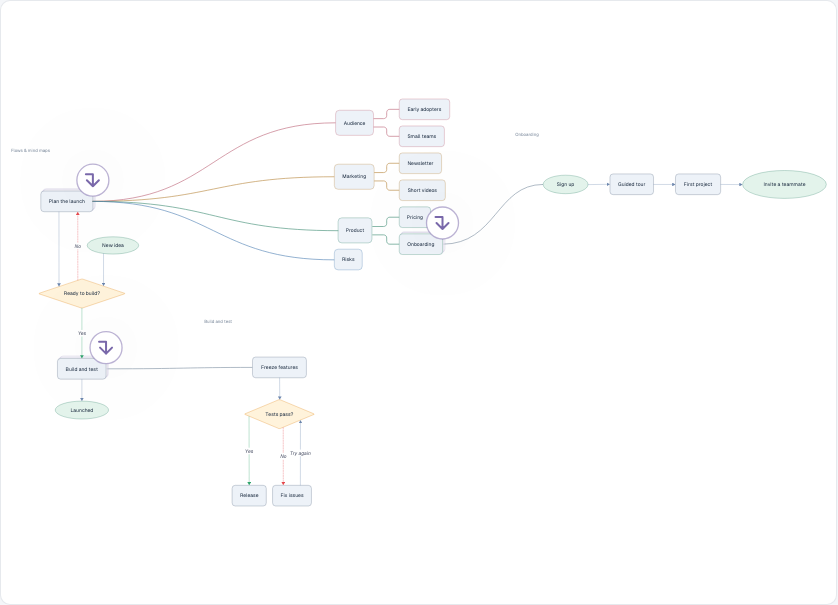 Flows & mind maps
Plan the launch
No
New idea
Ready to build?
Yes
Build and test
Launched
Audience
Early adopters
Small teams
Marketing
Newsletter
Short videos
Product
Pricing
Onboarding
Risks
Onboarding
Sign up
Guided tour
First project
Invite a teammate
Build and test
Freeze features
Tests pass?
Yes
No
Try again
Release
Fix issues